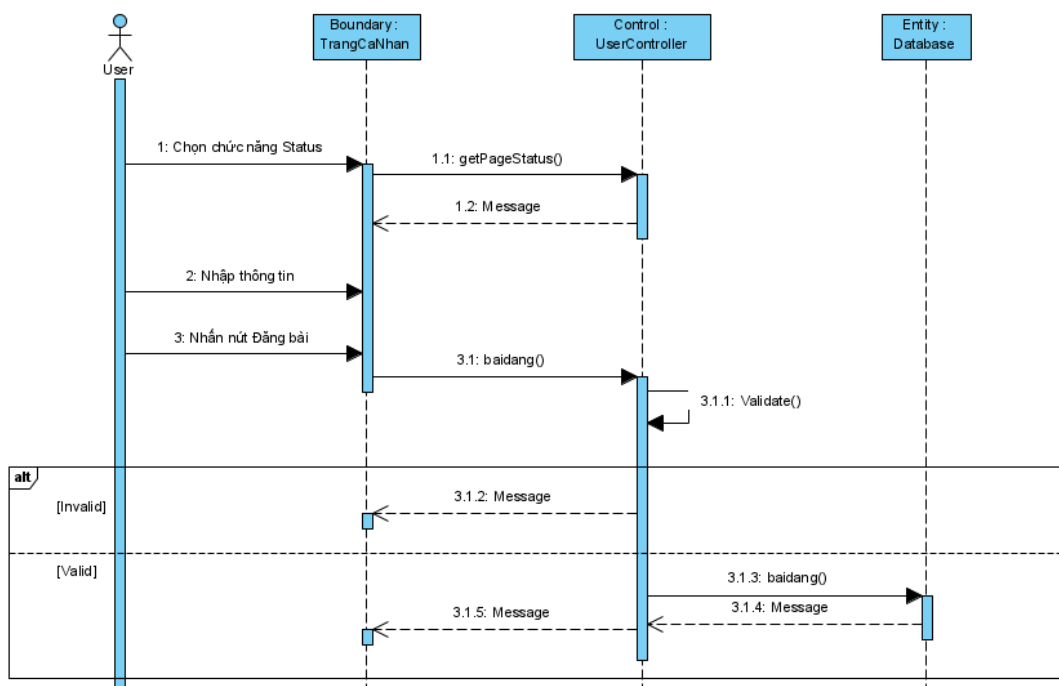 User
Boundary :
TrangCaNhan
Control :
UserController
Entity :
Database
1: Chọn chức năng Status
1.1: getPageStatus()
1.2: Message
2: Nhập thông tin
3: Nhấn nút Đăng bài
3.1: baidang()
3.1.1: Validate()
alt
[Invalid]
3.1.2: Message
[Valid]
3.1.3: baidang()
3.1.4: Message
3.1.5: Message